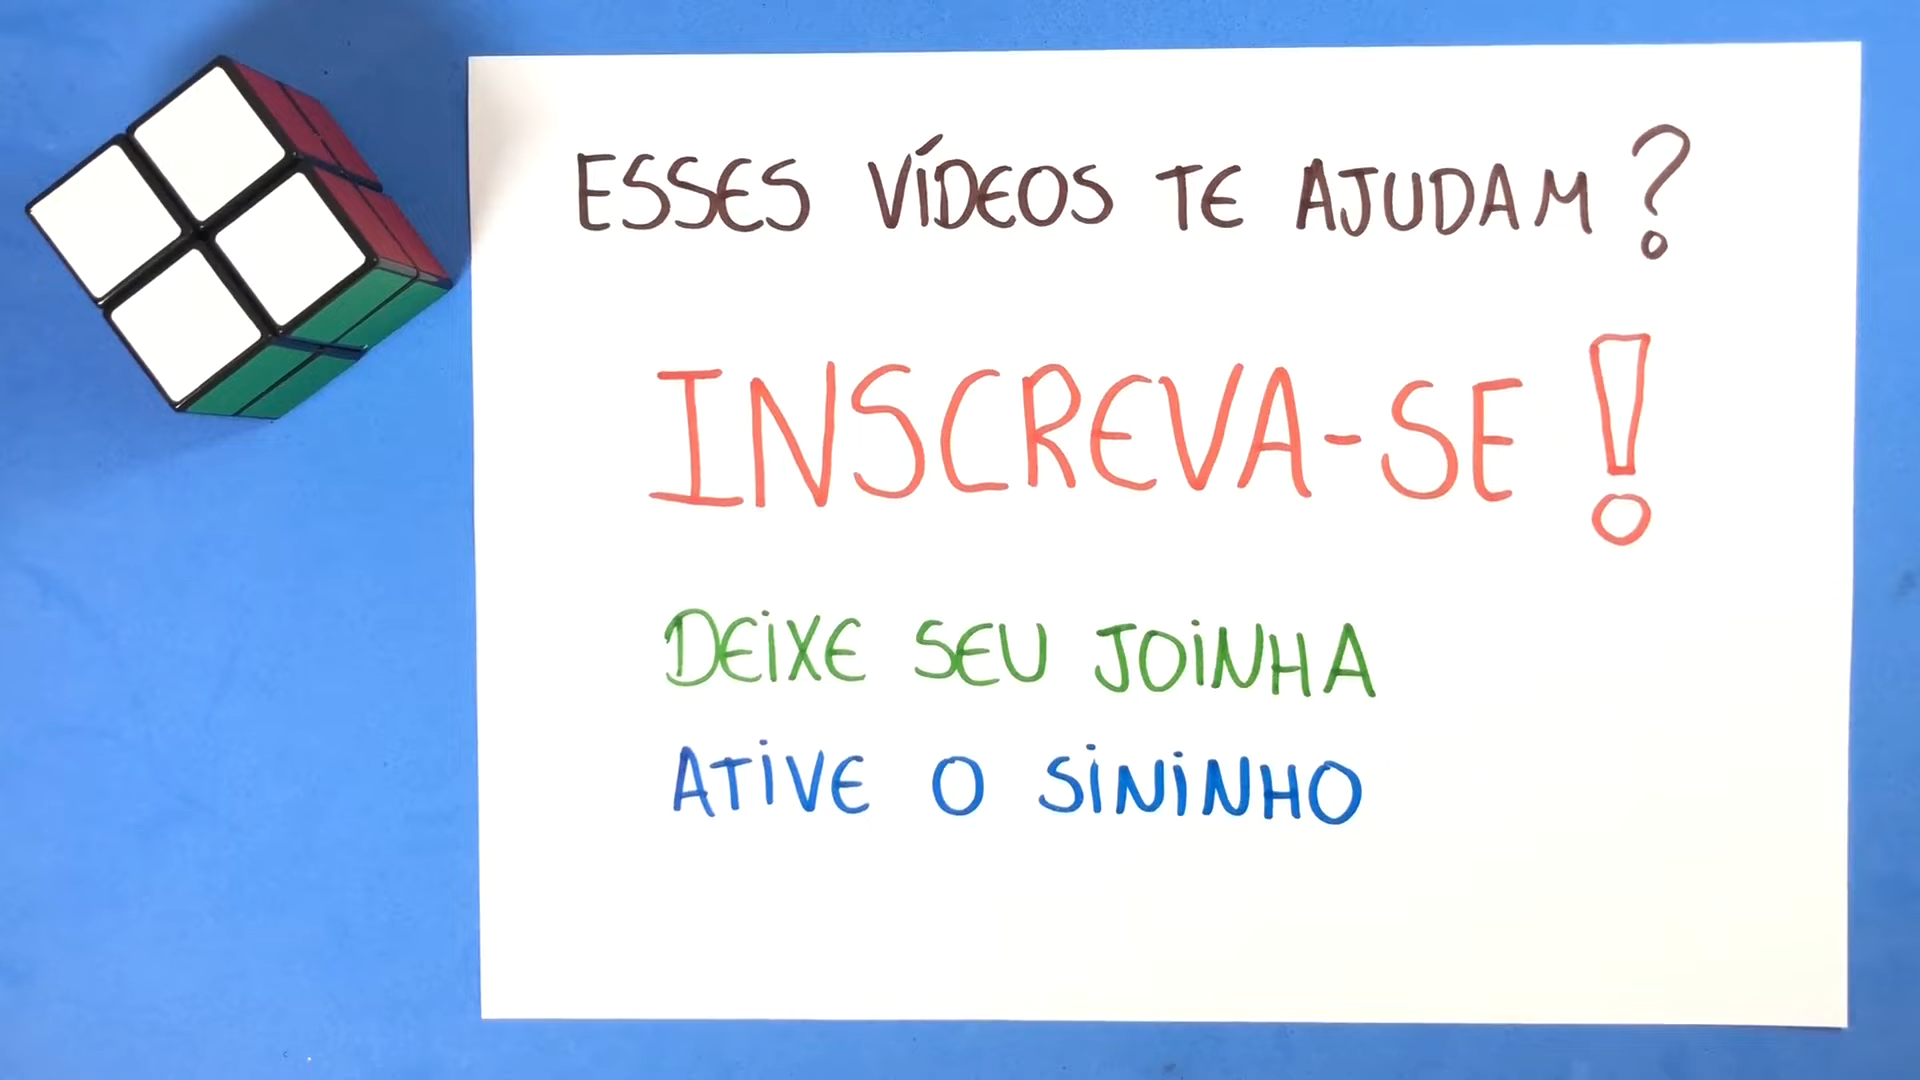 ESSES VÍDEOS TE AJUDAM?
INSCREVA-SE!
DEIXE SEU JOINHA
ATIVE O SININHO